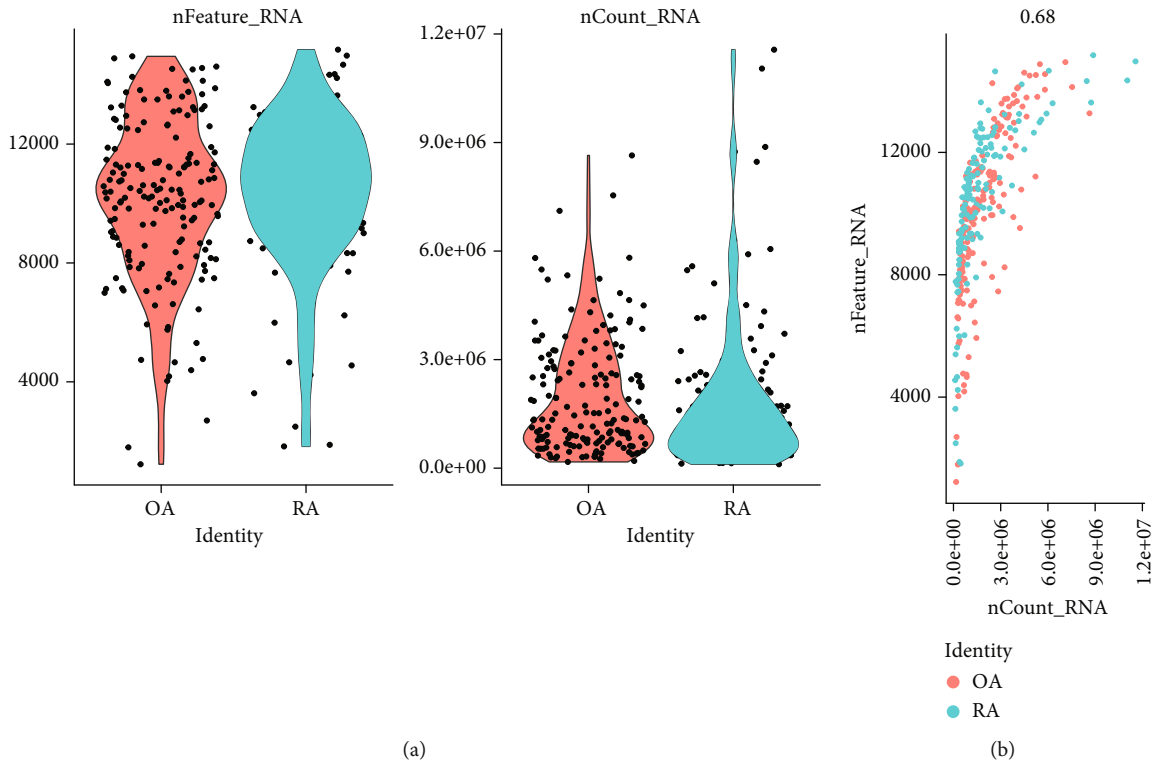 nFeature_RNA
12000
8000
4000
OA
RA
Identity
nCount_RNA
1.2e+07
9.0e+06
6.0e+06
3.0e+06
0.0e+00
OA
RA
Identity
(a)
0.68
nFeature_RNA
12000
8000
4000
0.0e+00
3.0e+06
6.0e+06
9.0e+06
1.2e+07
nCount_RNA
Identity
OA
RA
(b)